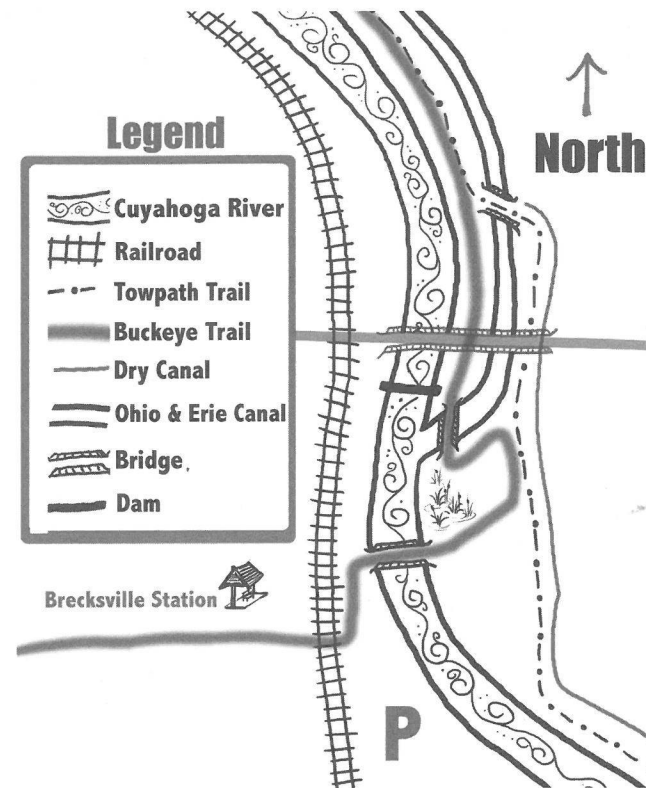 Legend
North
Cuyahoga River
Railroad
Towpath Trail
Buckeye Trail
Dry Canal
Ohio & Erie Canal
Bridge.
Dam
Brecksville Station
P